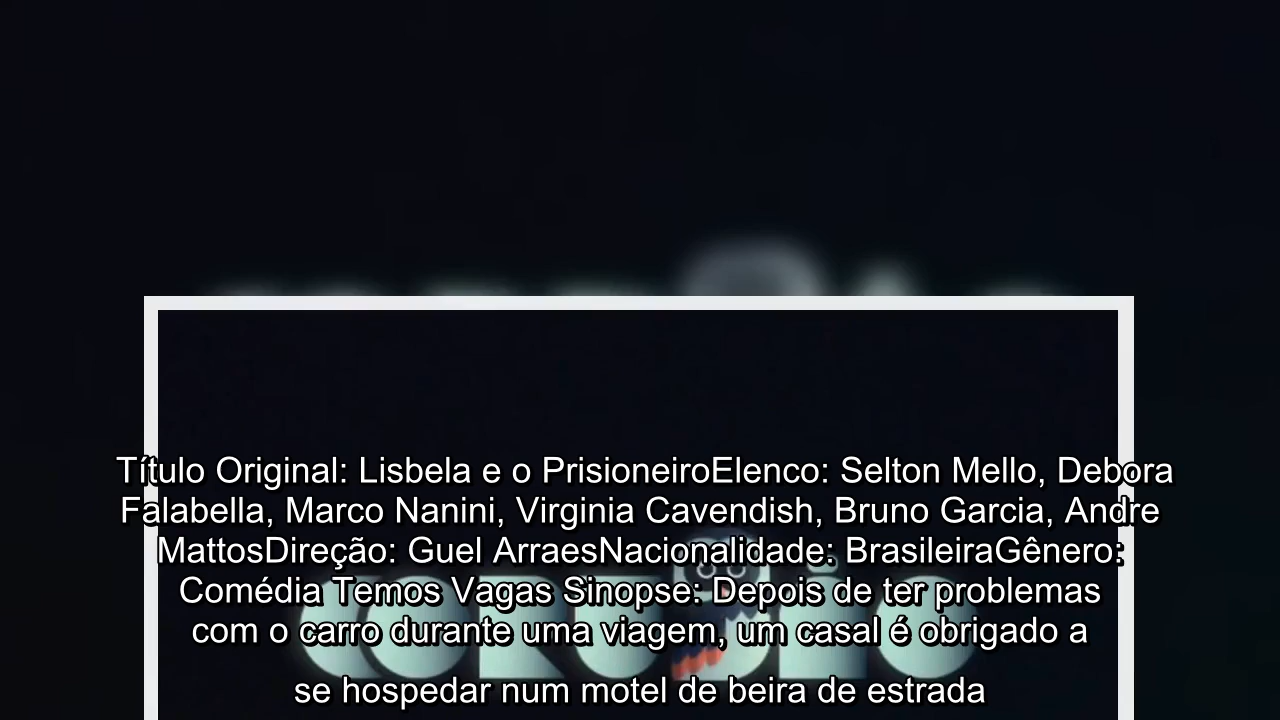 Título Original: Lisbela e o PrisioneiroElenco: Selton Mello, Debora
Falabella, Marco Nanini, Virginia Cavendish, Bruno Garcia, Andre
MattosDireção: Guel ArraesNacionalidade: BrasileiraGênero:
Comédia Temos Vagas Sinopse: Depois de ter problemas
com o carro durante uma viagem, um casal é obrigado a
se hospedar num motel de beira de estrada